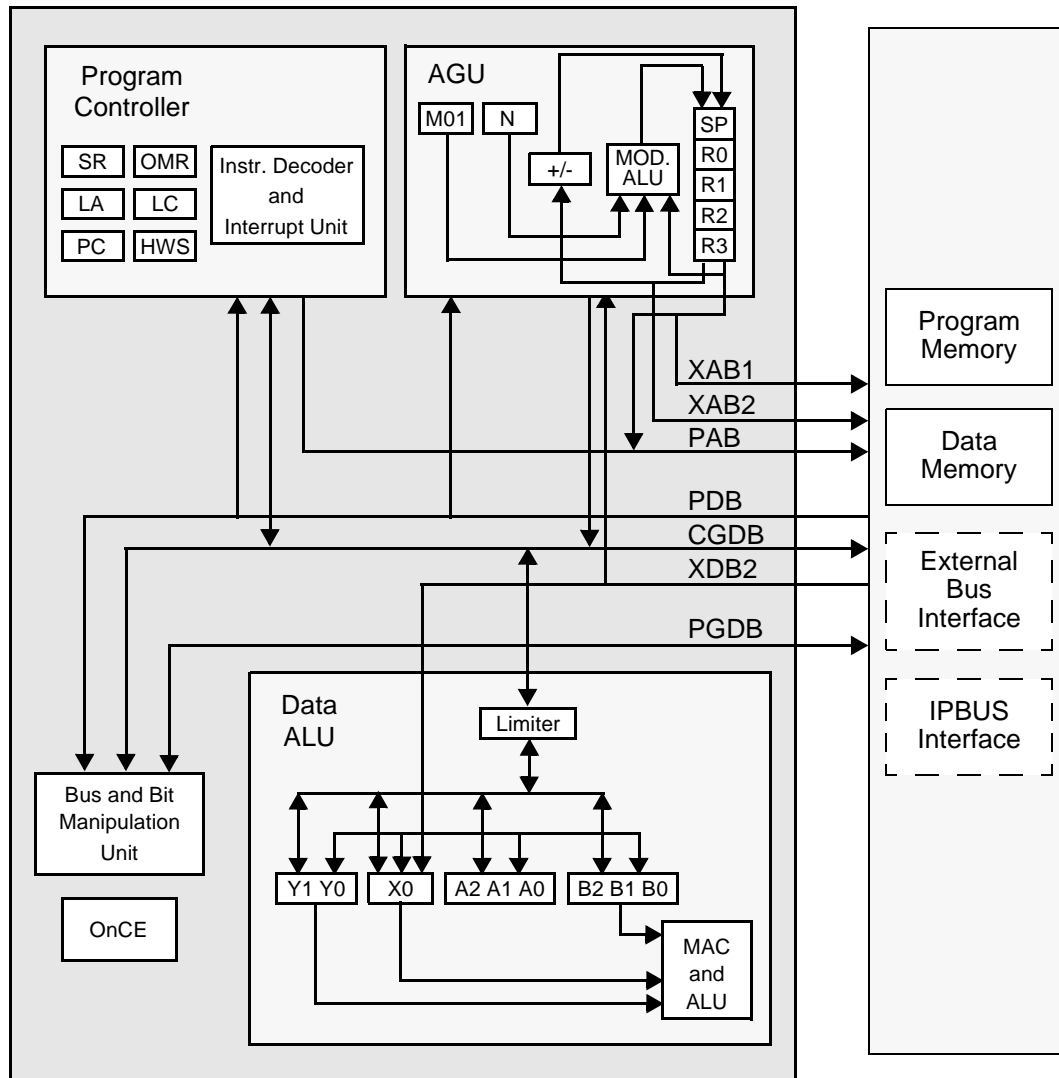 Program
Controller
SR
OMR
LA
LC
PC
HWS
Instr. Decoder
and
Interrupt Unit
AGU
M01
N
+/-
MOD.
ALU
SP
R0
R1
R2
R3
XAB1
XAB2
PAB
PDB
CGDB
XDB2
PGDB
Program
Memory
Data
Memory
External
Bus
Interface
IPBUS
Interface
Data
ALU
Limiter
Y1 Y0
X0
A2 A1 A0
B2 B1 B0
MAC
and
ALU
Bus and Bit
Manipulation
Unit
OnCE